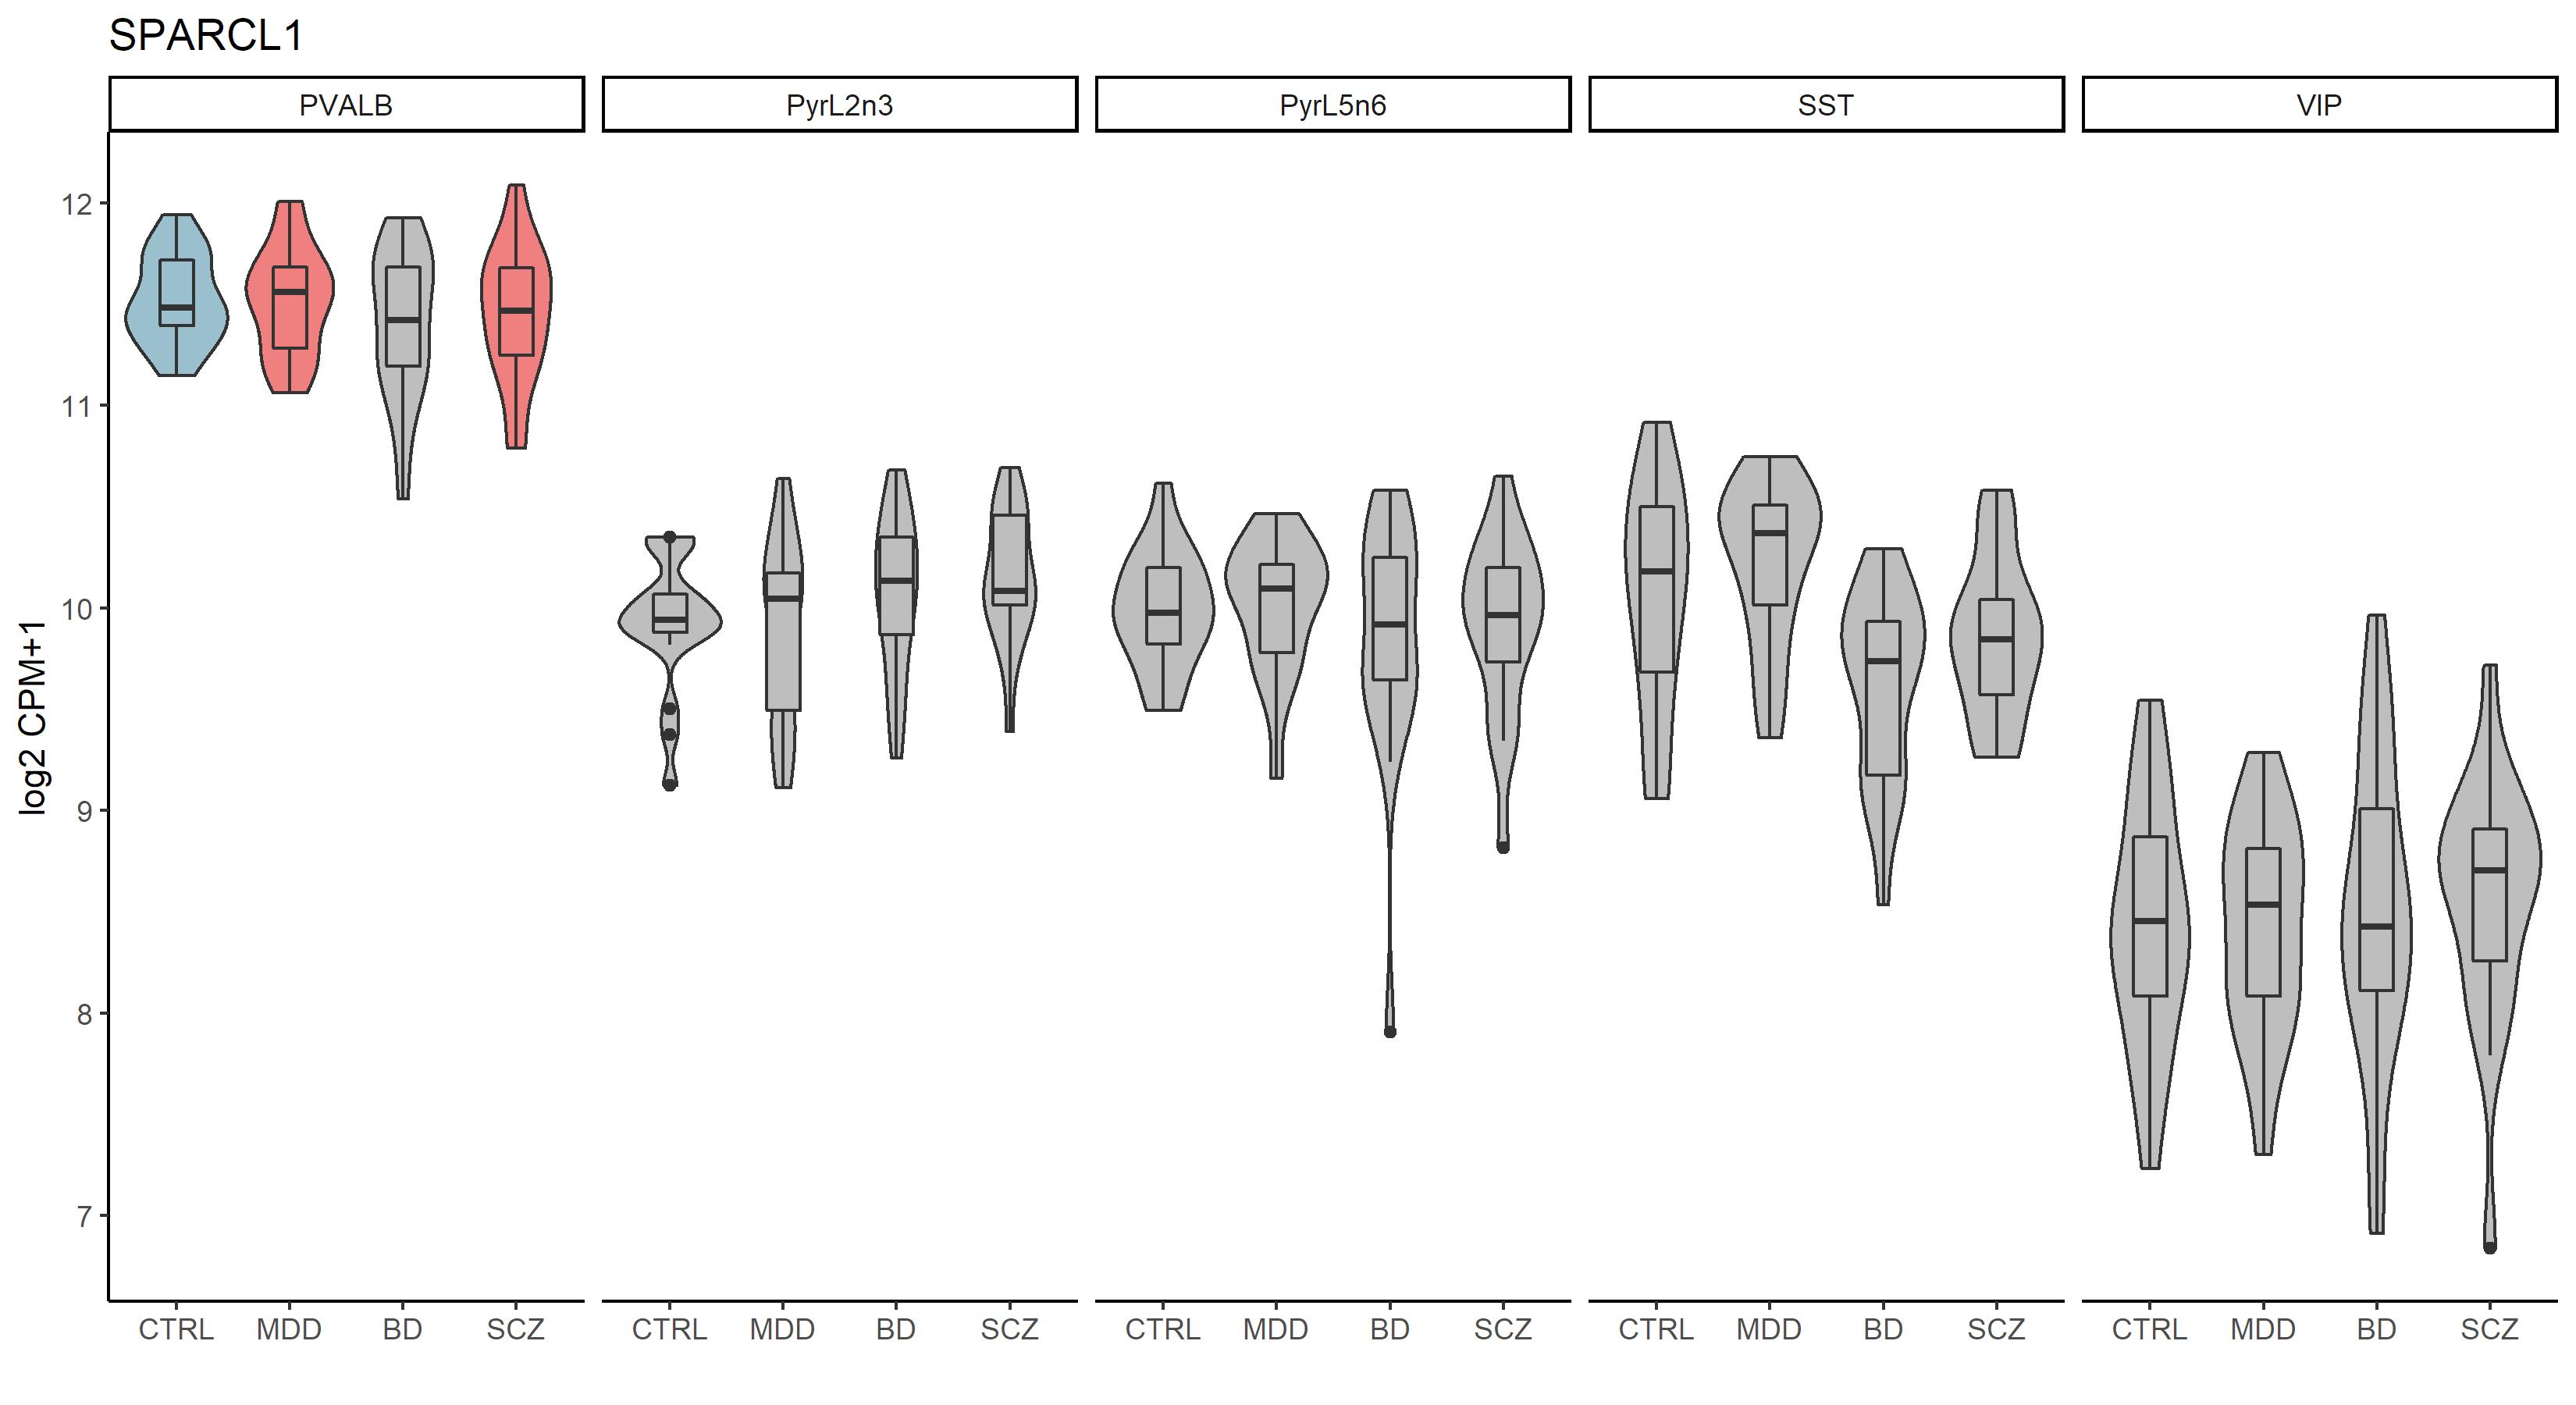 SPARCL1
PVALB PyrL2n3 PyrL5n6 SST VIP
12
11
10
9
8
7
log2 CPM+1
CTRL MDD BD SCZ CTRL MDD BD SCZ CTRL MDD BD SCZ CTRL MDD BD SCZ CTRL MDD BD SCZ